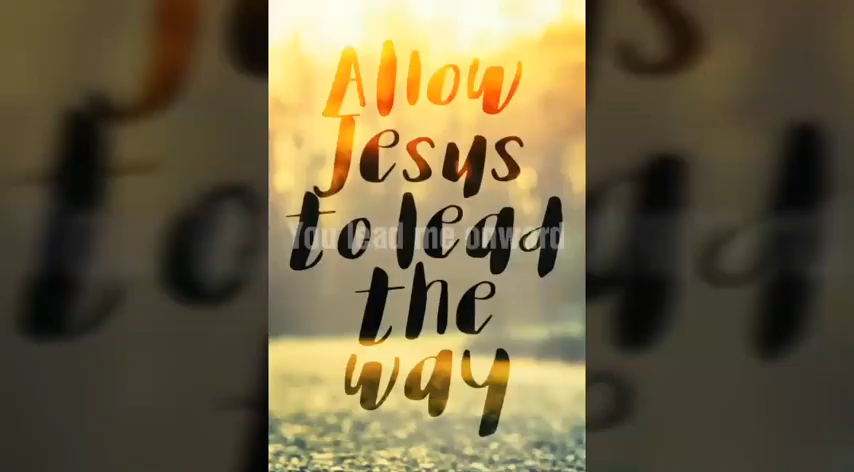 Allow
Jesus
to lead
You lead me onward
the
way